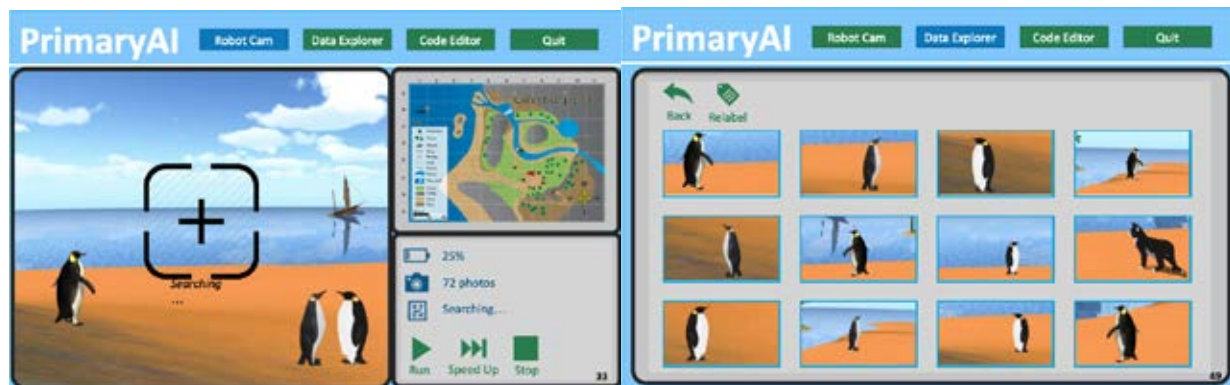 PrimaryAI
Robot Cam
Data Explorer
Code Editor
Quit
Searching
...
25%
72 photos
Searching...
Run
Speed Up
Stop
33
PrimaryAI
Robot Cam
Data Explorer
Code Editor
Quit
Back
Relabel
49